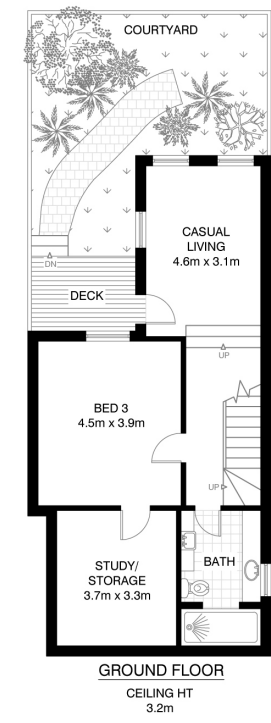 COURTYARD
CASUAL
LIVING
4.6m x 3.1m
DN
DECK
UP
BED 3
4.5m x 3.9m
UP
BATH
STUDY/
STORAGE
3.7m x 3.3m
GROUND FLOOR
CEILING HT
3.2m